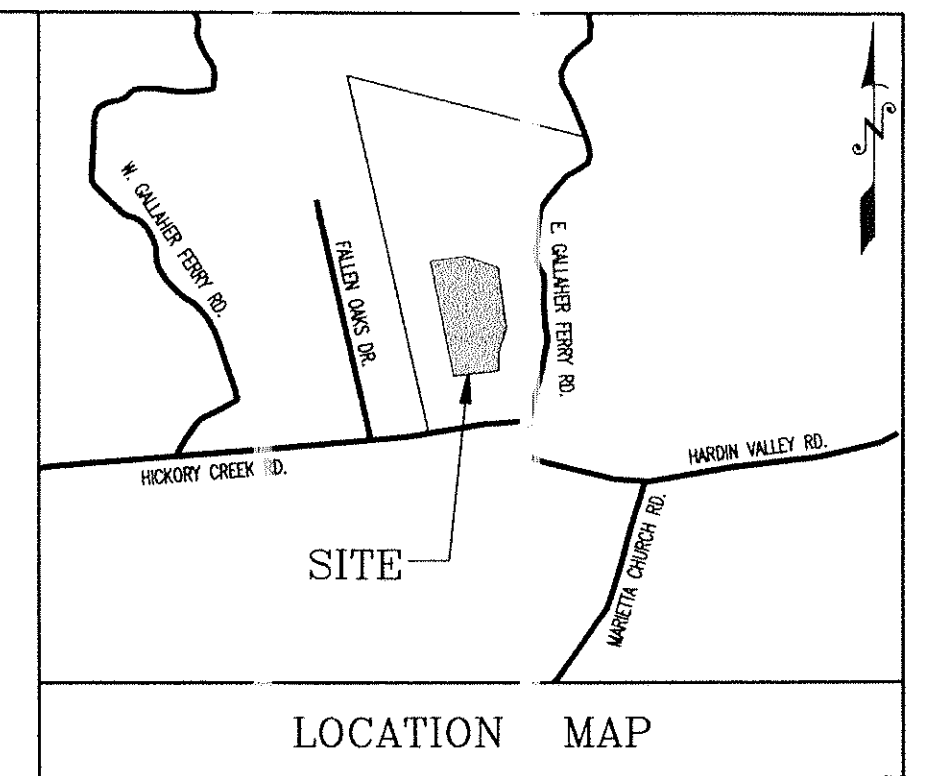 N
W. GALLAHER FERRY RD.
FALLEN OAKS DR.
E GALLAHER FERRY RD.
HICKORY CREEK RD.
HARDIN VALLEY RD.
MARIETTA CHURCH RD.
SITE
LOCATION MAP